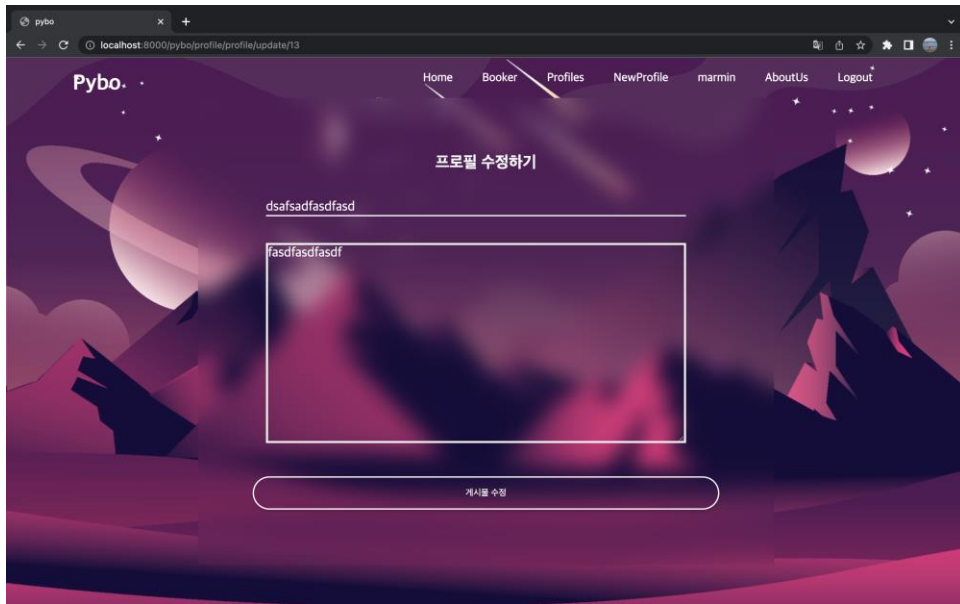 pybo
localhost:8000/pybo/profile/profile/update/13
Pybo.
Home Booker Profiles NewProfile marmin AboutUs Logout
프로필 수정하기
dsafsadfasdfasd
fasdfasdfasdf
게시물 수정